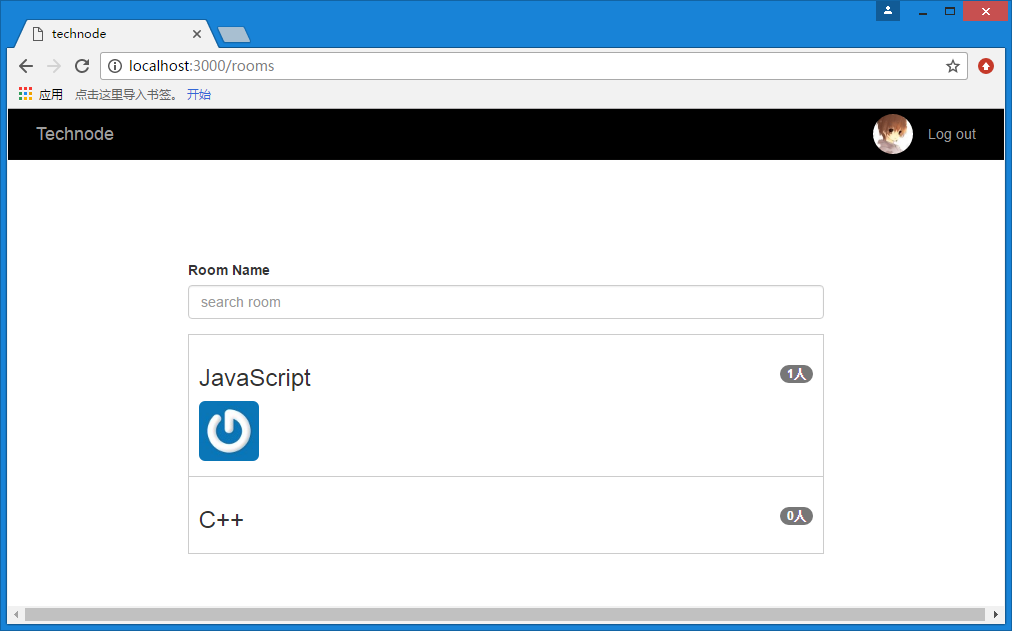 technode
localhost:3000/rooms
应用 点击这里导入书签。 开始
Technode Log out
Room Name
search room
JavaScript 1人
C++ 0人